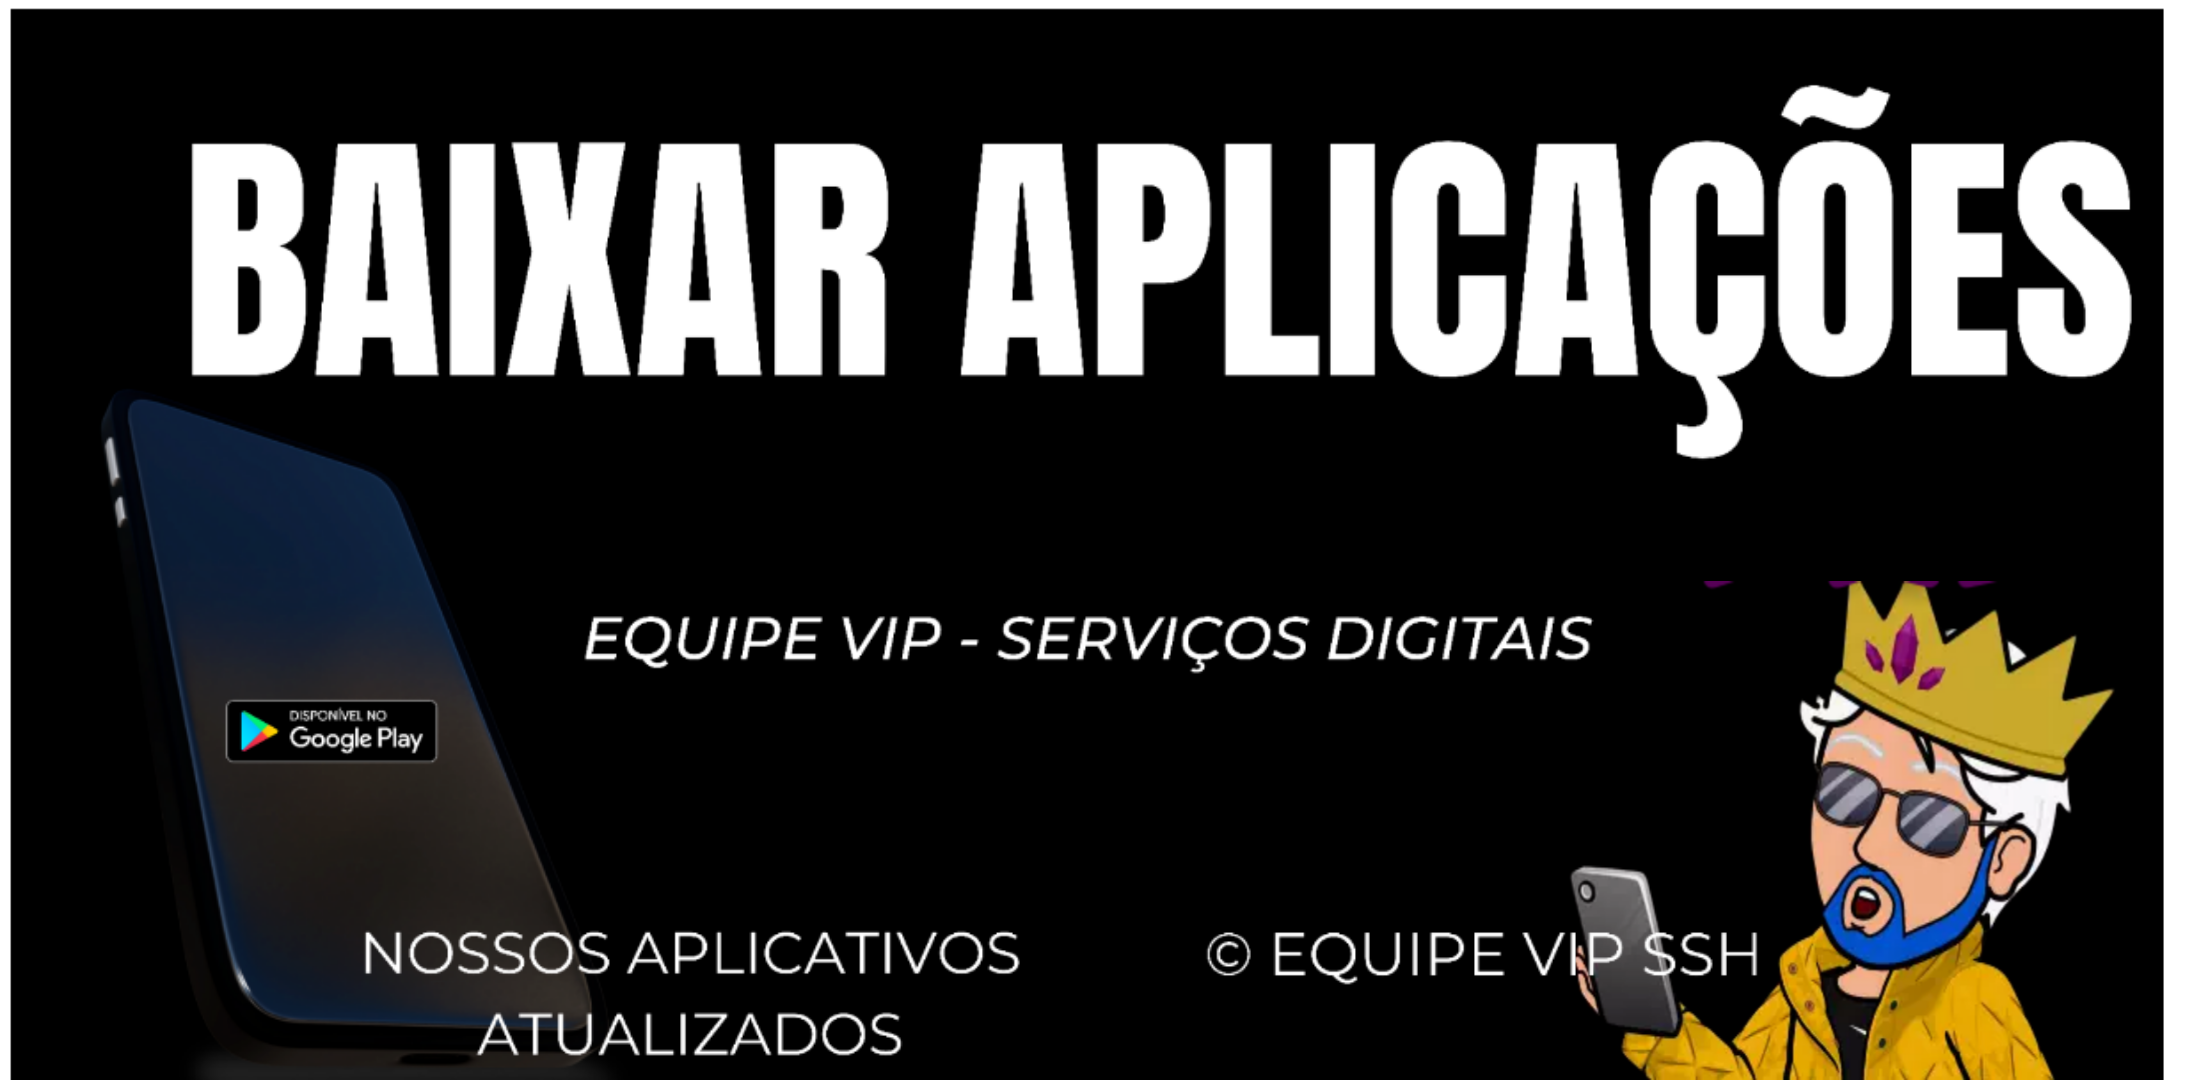 BAIXAR APLICAÇÕES
EQUIPE VIP - SERVIÇOS DIGITAIS
DISPONÍVEL NO
Google Play
NOSSOS APLICATIVOS
ATUALIZADOS
© EQUIPE VIP SSH